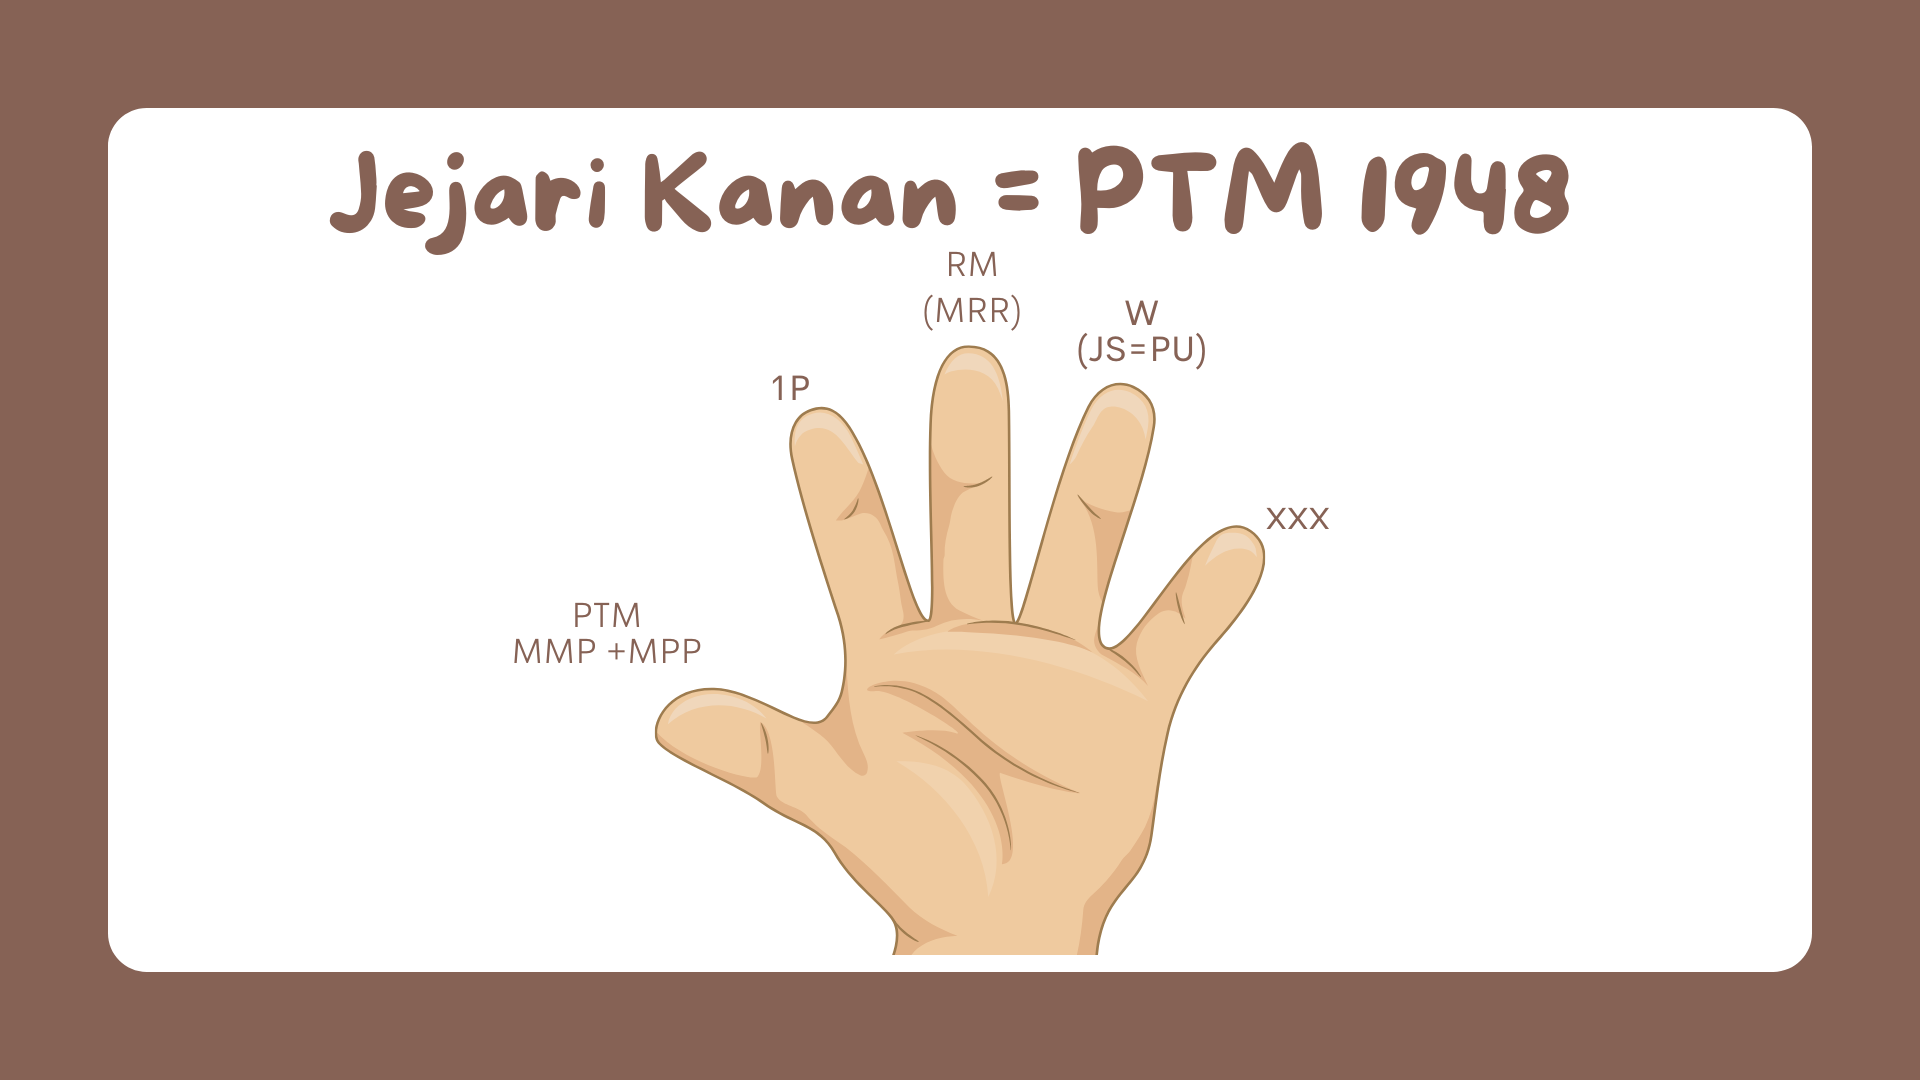 Jejari Kanan = PTM 1948
RM
(MRR)
W
(JS=PU)
1P
XXX
PTM
MMP +MPP